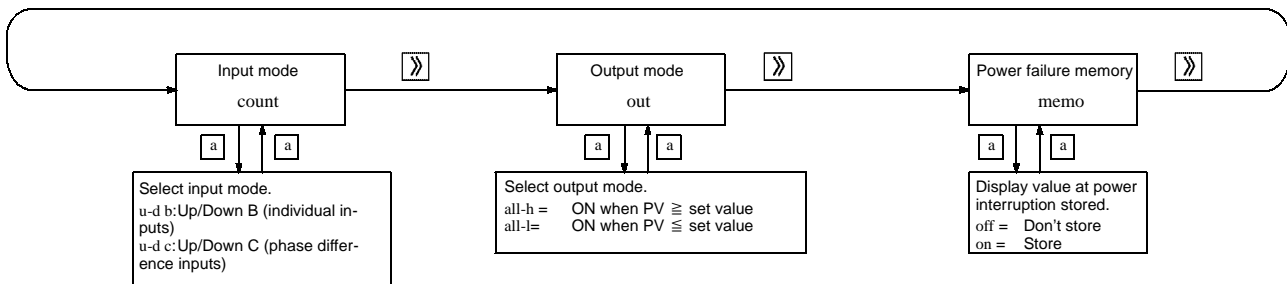 Input mode
count
》
Output mode
out
》
Power failure memory
memo
》
a
a
a
a
a
a
Select input mode.
u-d b:Up/Down B (individual in-
puts)
u-d c:Up/Down C (phase differ-
ence inputs)
Select output mode.
all-h = ON when PV ≧ set value
all-l= ON when PV ≦ set value
Display value at power
interruption stored.
off = Don't store
on = Store